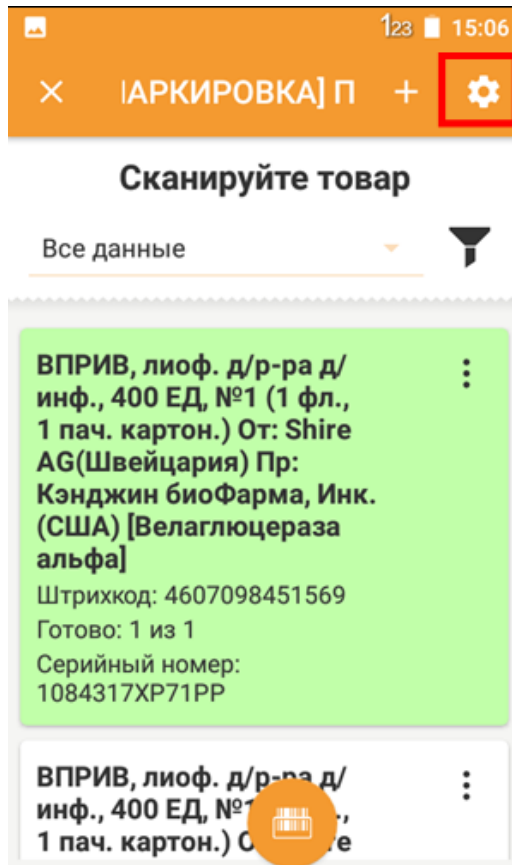 123 15:06
АРКИРОВКА] П
Сканируйте товар
Все данные
ВПРИВ, лиоф. д/р-ра д/
инф., 400 ЕД, №1 (1 фл.,
1 пач. картон.) От: Shire
AG(Швейцария) Пр:
Кэнджин биоФарма, Инк.
(США) [Велаглюцераза
альфа]
Штрихкод: 4607098451569
Готово: 1 из 1
Серийный номер:
1084317XP71PP
ВПРИВ, лиоф. д/р-ра д/
инф., 400 ЕД, №1
1 пач. картон.)